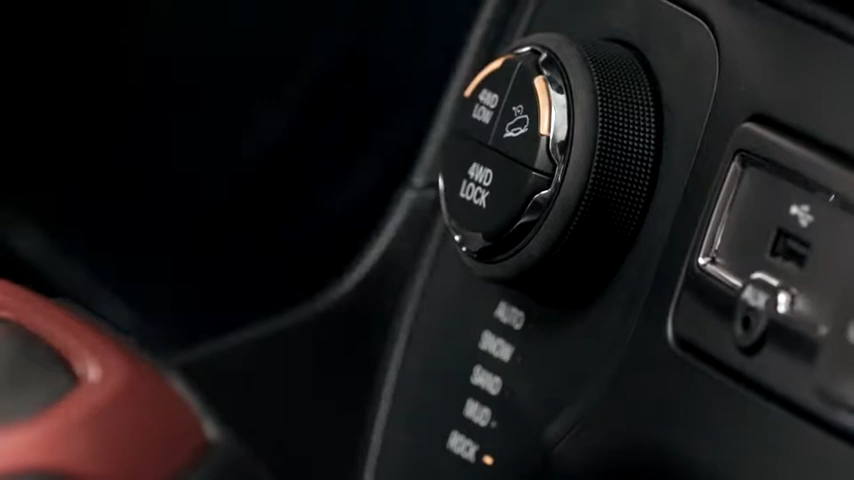 4WD
LOW
4WD
LOCK
AUX
AUTO
SNOW
SAND
MUD
ROCK